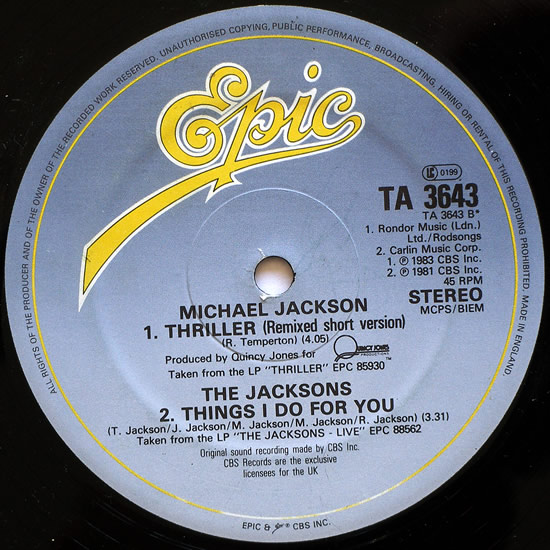 ALL RIGHTS OF THE PRODUCER AND OF THE OWNER OF THE RECORDED WORK RESERVED. UNAUTHORISED COPYING, PUBLIC PERFORMANCE, BROADCASTING, HIRING OR RENTAL OF THIS RECORDING PROHIBITED. MADE IN ENGLAND.
Epic
LC 0199
TA 3643
TA 3643 B*
1. Rondor Music (Ldn.)
Ltd./Rodsongs
2. Carlin Music Corp.
1. ℗ 1983 CBS Inc.
2. ℗ 1981 CBS Inc.
45 RPM
STEREO
MCPS/BIEM
MICHAEL JACKSON
1. THRILLER (Remixed short version)
(R. Temperton) (4.05)
Produced by Quincy Jones for QUINCY JONES
PRODUCTIONS
Taken from the LP "THRILLER" EPC 85930
THE JACKSONS
2. THINGS I DO FOR YOU
(T. Jackson/J. Jackson/M. Jackson/M. Jackson/R. Jackson) (3.31)
Taken from the LP "THE JACKSONS - LIVE" EPC 88562
Original sound recording made by CBS Inc.
CBS Records are the exclusive
licensees for the UK
EPIC & ® CBS INC.